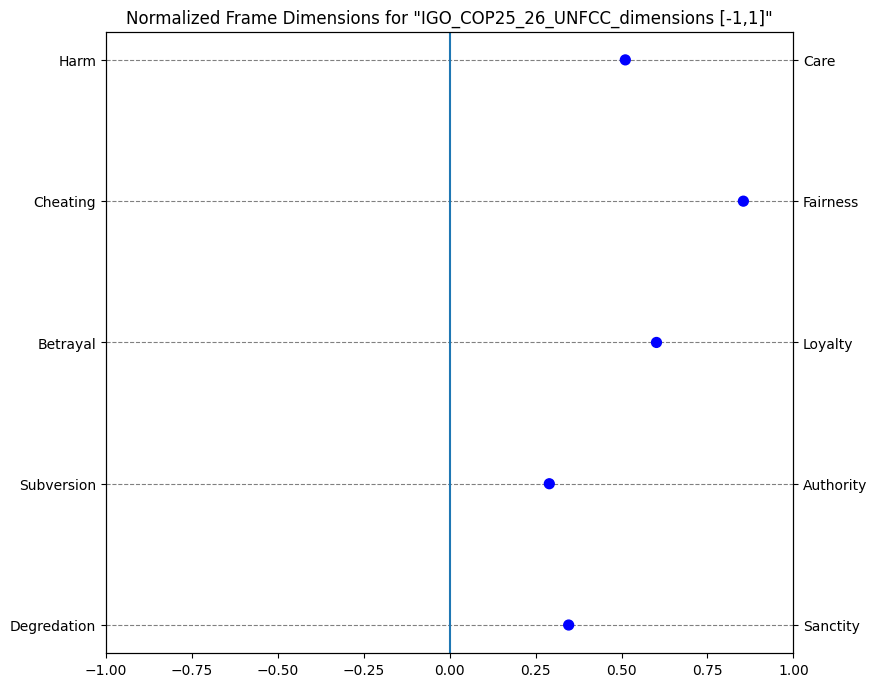 Normalized Frame Dimensions for "IGO_COP25_26_UNFCC_dimensions [-1,1]"
Harm
Care
Cheating
Fairness
Betrayal
Loyalty
Subversion
Authority
Degredation
Sanctity
−1.00 −0.75 −0.50 −0.25 0.00 0.25 0.50 0.75 1.00